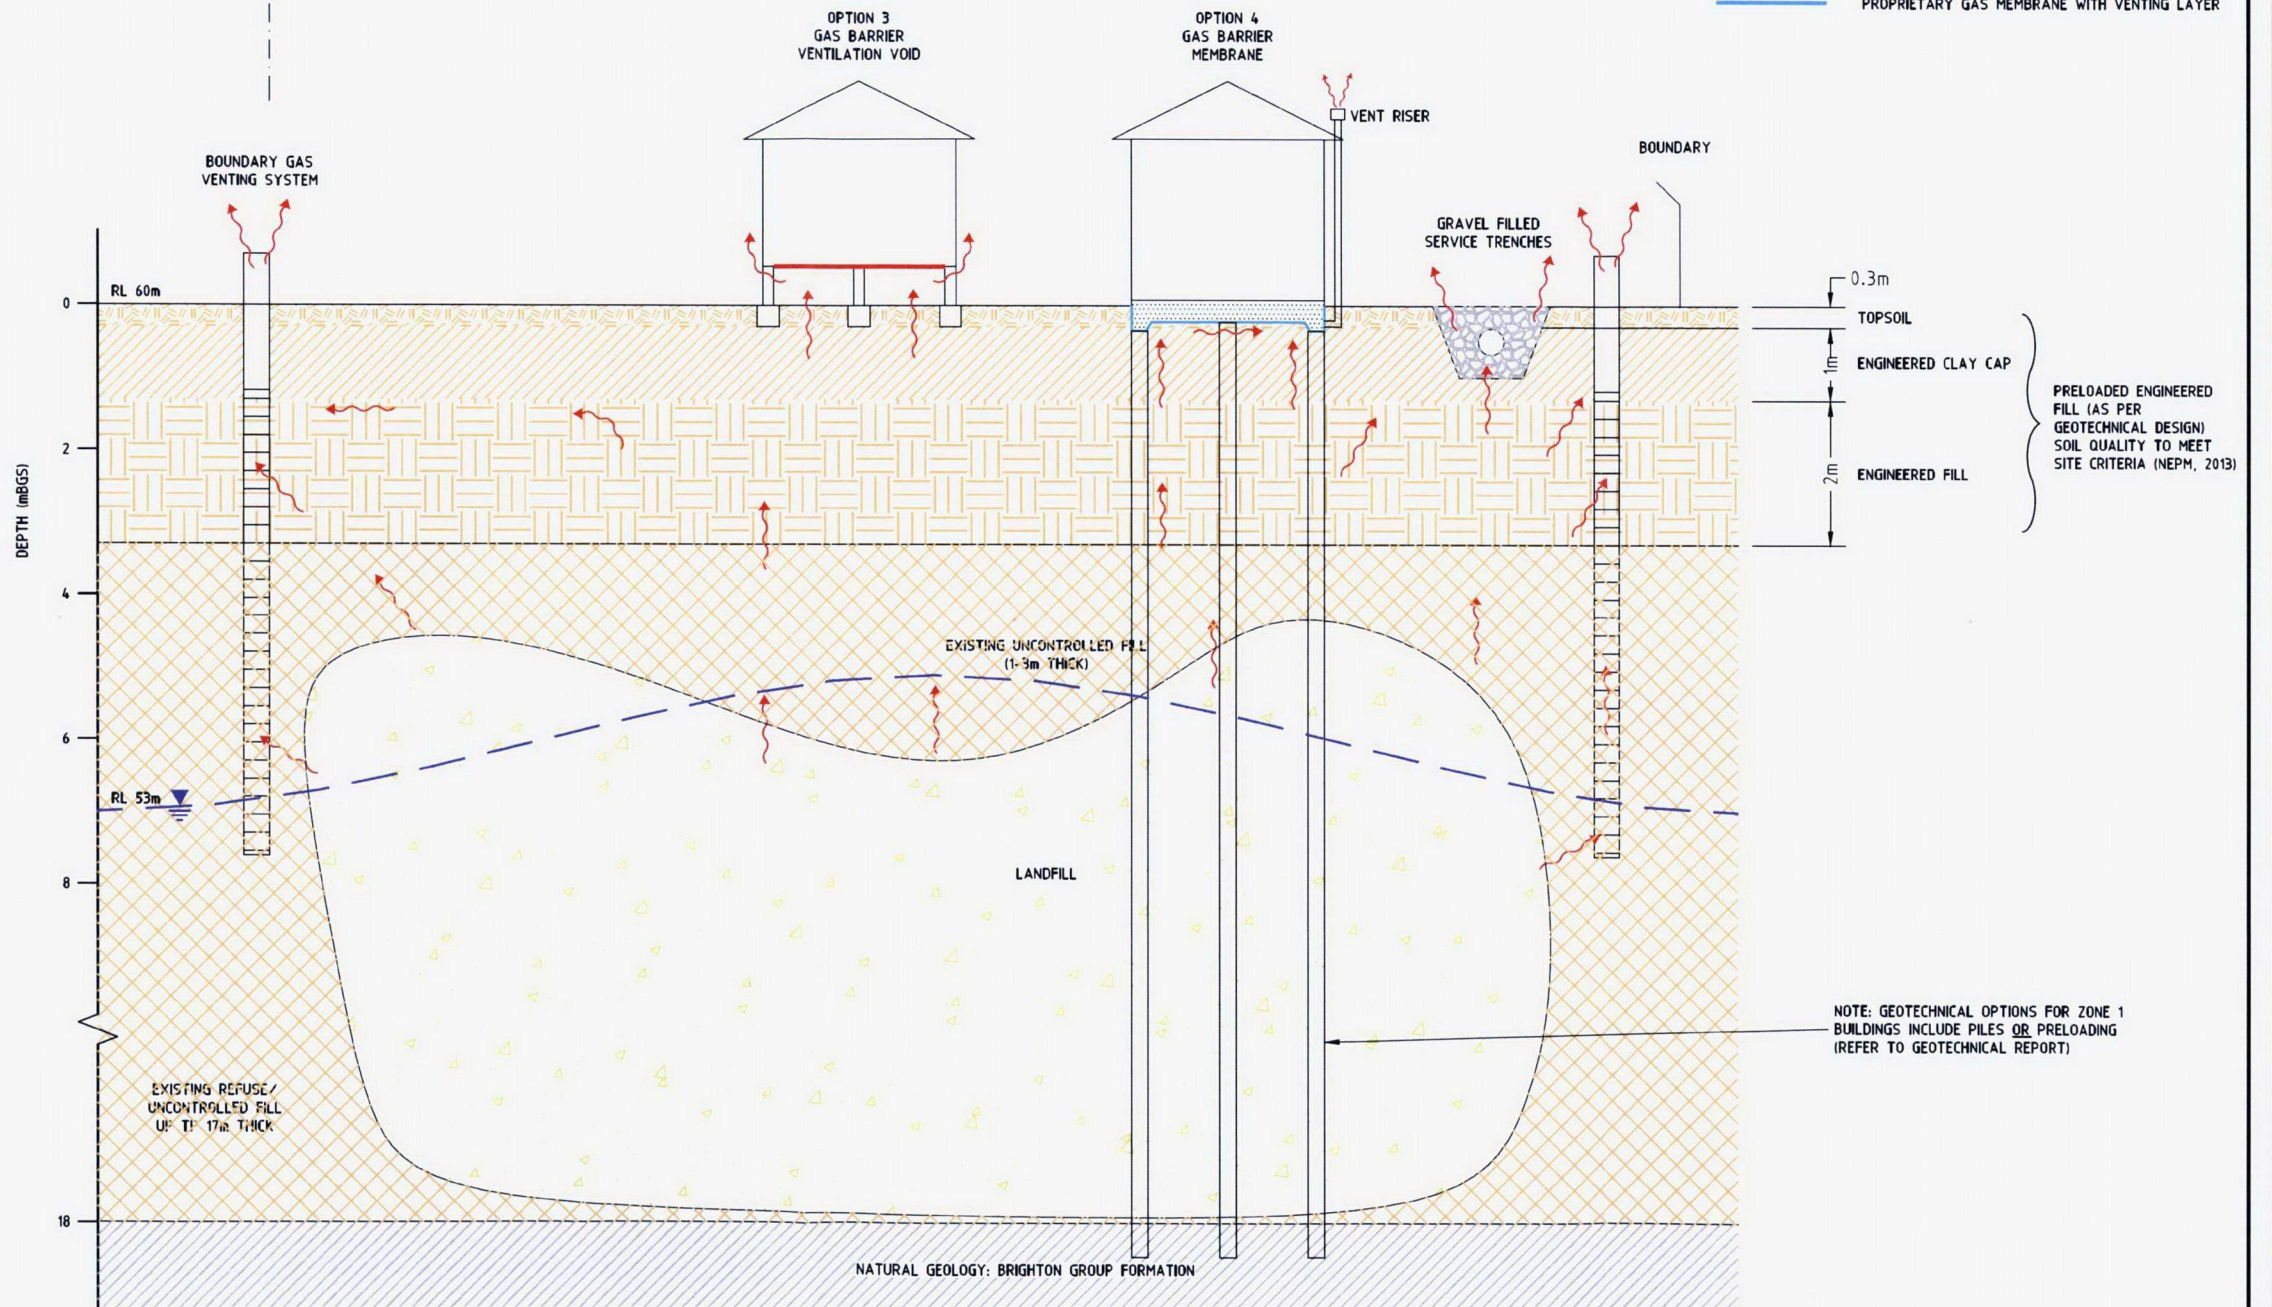 PROPRIETARY GAS MEMBRANE WITH VENTING LAYER
OPTION 3
GAS BARRIER
VENTILATION VOID
OPTION 4
GAS BARRIER
MEMBRANE
VENT RISER
BOUNDARY
BOUNDARY GAS
VENTING SYSTEM
GRAVEL FILLED
SERVICE TRENCHES
0.3m
TOPSOIL
1m
ENGINEERED CLAY CAP
2m
ENGINEERED FILL
PRELOADED ENGINEERED
FILL (AS PER
GEOTECHNICAL DESIGN)
SOIL QUALITY TO MEET
SITE CRITERIA (NEPM, 2013)
DEPTH (mBGS)
0
2
4
6
8
18
RL 60m
EXISTING UNCONTROLLED FILL
(1-3m THICK)
RL 53m
LANDFILL
NOTE: GEOTECHNICAL OPTIONS FOR ZONE 1
BUILDINGS INCLUDE PILES OR PRELOADING
(REFER TO GEOTECHNICAL REPORT)
EXISTING REFUSE/
UNCONTROLLED FILL
UP TO 17m THICK
NATURAL GEOLOGY: BRIGHTON GROUP FORMATION